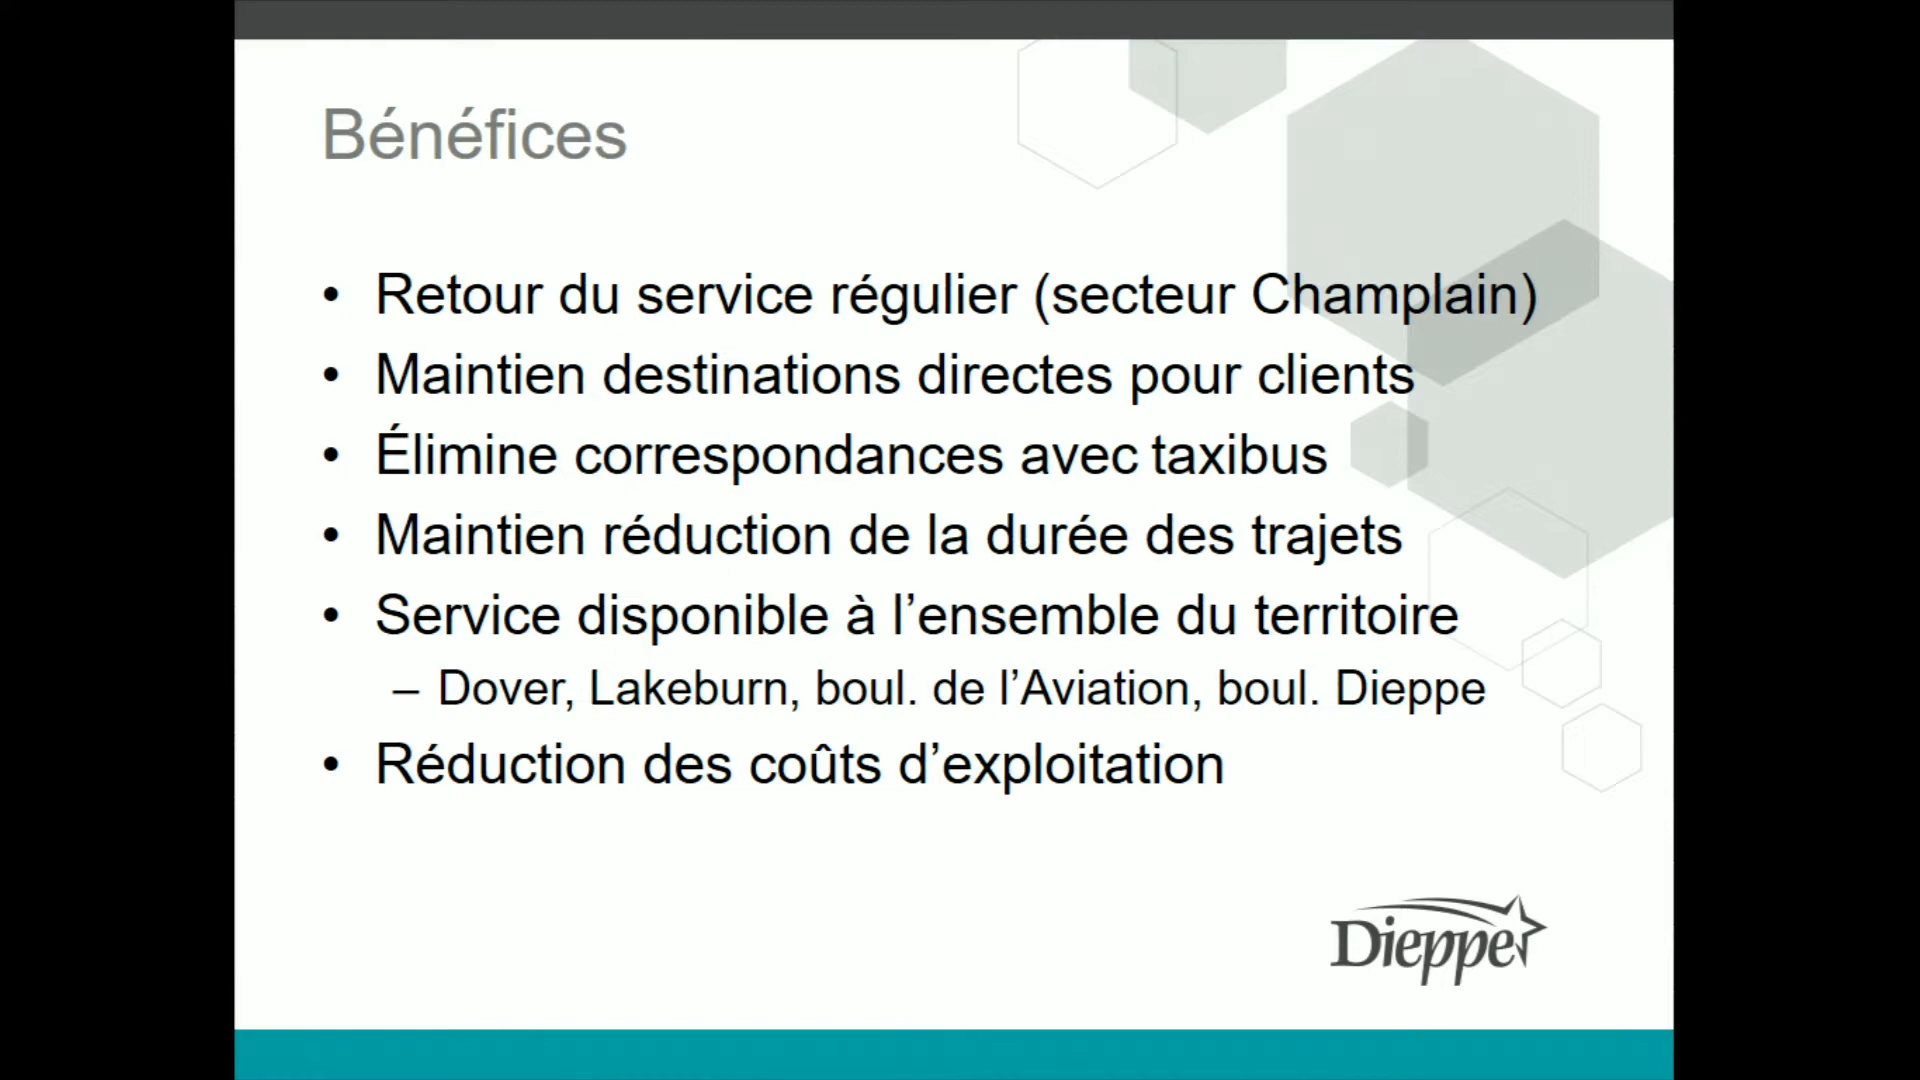 Bénéfices
• Retour du service régulier (secteur Champlain)
• Maintien destinations directes pour clients
• Élimine correspondances avec taxibus
• Maintien réduction de la durée des trajets
• Service disponible à l’ensemble du territoire
– Dover, Lakeburn, boul. de l’Aviation, boul. Dieppe
• Réduction des coûts d’exploitation
Dieppe